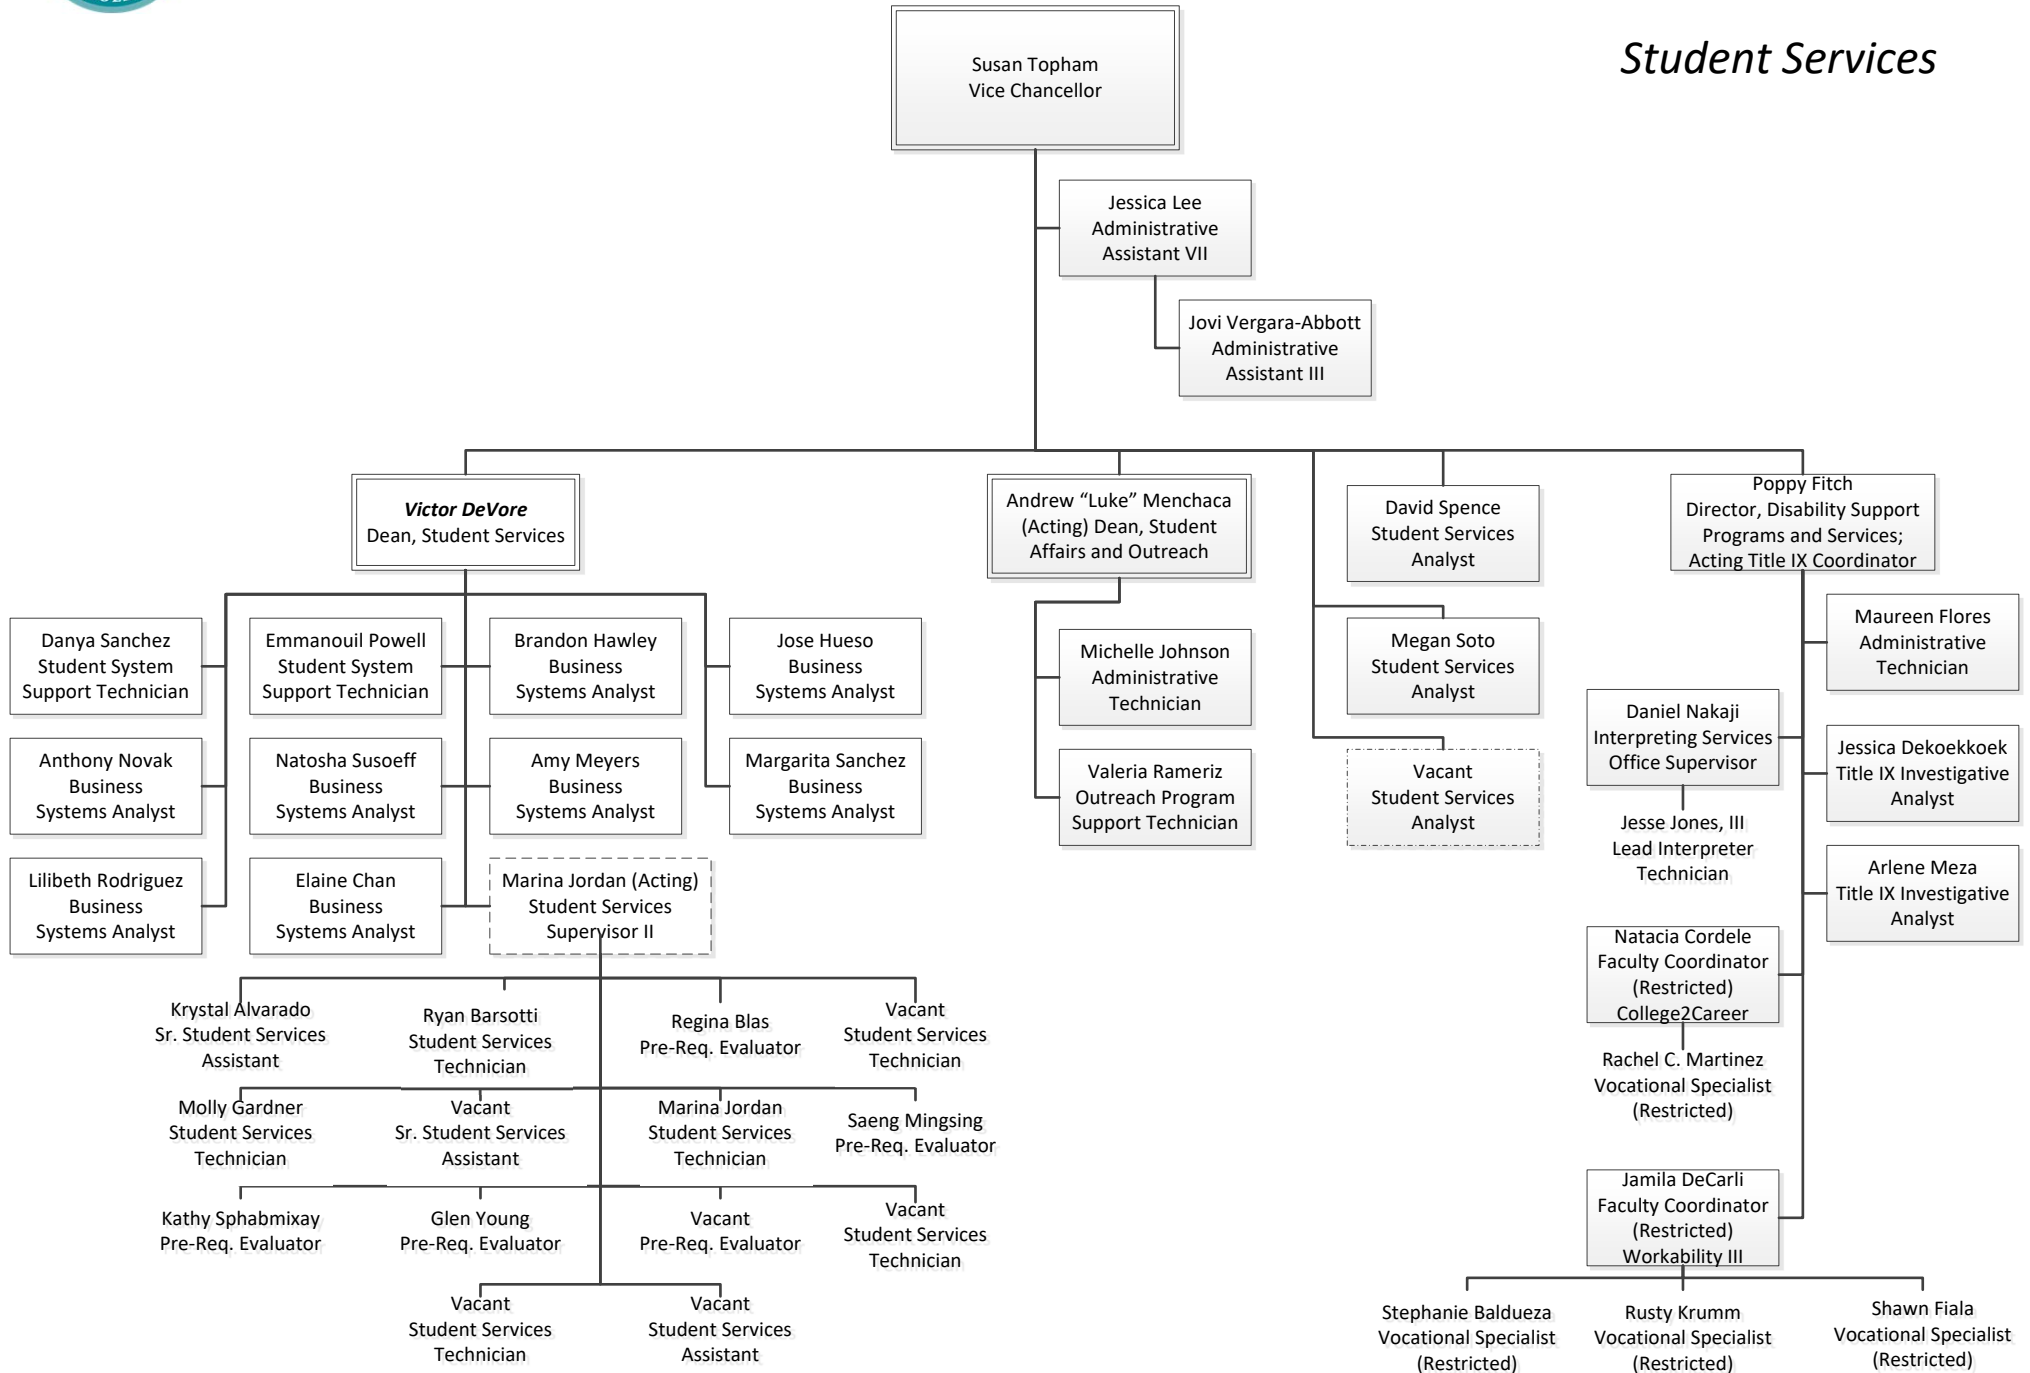 Student Services
Susan Topham
Vice Chancellor
Jessica Lee
Administrative
Assistant VII
Jovi Vergara-Abbott
Administrative
Assistant III
Victor DeVore
Dean, Student Services
Andrew “Luke” Menchaca
(Acting) Dean, Student
Affairs and Outreach
David Spence
Student Services
Analyst
Poppy Fitch
Director, Disability Support
Programs and Services;
Acting Title IX Coordinator
Danya Sanchez
Student System
Support Technician
Emmanouil Powell
Student System
Support Technician
Brandon Hawley
Business
Systems Analyst
Jose Hueso
Business
Systems Analyst
Anthony Novak
Business
Systems Analyst
Natosha Susoeff
Business
Systems Analyst
Amy Meyers
Business
Systems Analyst
Margarita Sanchez
Business
Systems Analyst
Lilibeth Rodriguez
Business
Systems Analyst
Elaine Chan
Business
Systems Analyst
Marina Jordan (Acting)
Student Services
Supervisor II
Krystal Alvarado
Sr. Student Services
Assistant
Ryan Barsotti
Student Services
Technician
Regina Blas
Pre-Req. Evaluator
Vacant
Student Services
Technician
Molly Gardner
Student Services
Technician
Vacant
Sr. Student Services
Assistant
Marina Jordan
Student Services
Technician
Saeng Mingsing
Pre-Req. Evaluator
Kathy Sphabmixay
Pre-Req. Evaluator
Glen Young
Pre-Req. Evaluator
Vacant
Pre-Req. Evaluator
Vacant
Student Services
Technician
Vacant
Student Services
Technician
Vacant
Student Services
Assistant
Michelle Johnson
Administrative
Technician
Valeria Rameriz
Outreach Program
Support Technician
Megan Soto
Student Services
Analyst
Vacant
Student Services
Analyst
Maureen Flores
Administrative
Technician
Daniel Nakaji
Interpreting Services
Office Supervisor
Jesse Jones, III
Lead Interpreter
Technician
Jessica Dekoekkoek
Title IX Investigative
Analyst
Arlene Meza
Title IX Investigative
Analyst
Natacia Cordele
Faculty Coordinator
(Restricted)
College2Career
Rachel C. Martinez
Vocational Specialist
(Restricted)
Jamila DeCarli
Faculty Coordinator
(Restricted)
Workability III
Stephanie Baldueza
Vocational Specialist
(Restricted)
Rusty Krumm
Vocational Specialist
(Restricted)
Shawn Fiala
Vocational Specialist
(Restricted)